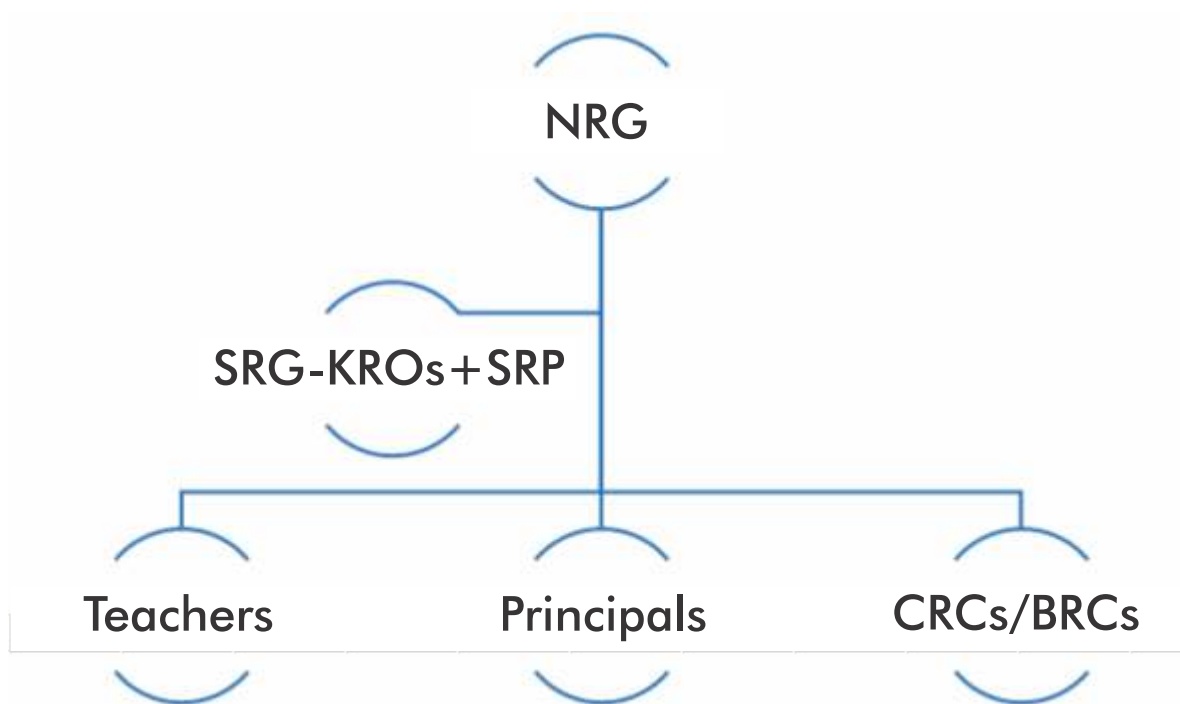 NRG
SRG-KROs+SRP
Teachers
Principals
CRCs/BRCs